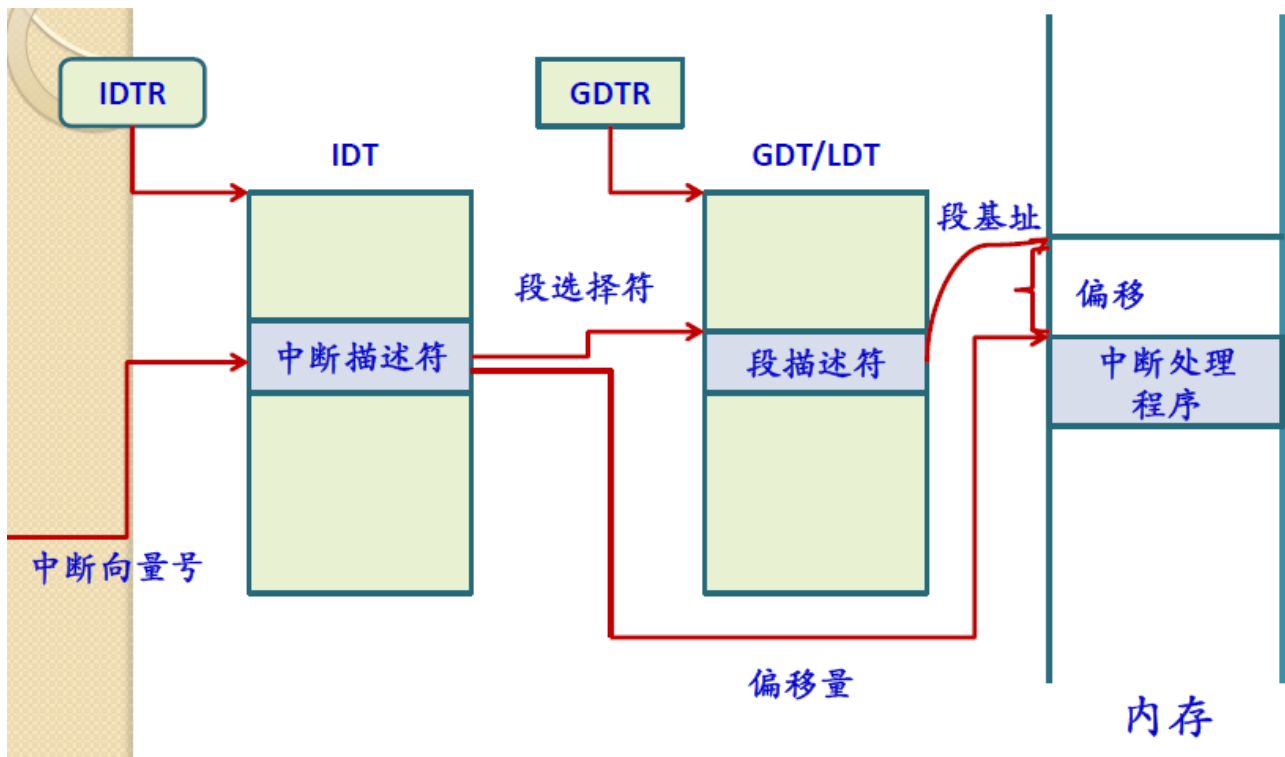 IDTR
GDTR
IDT
GDT/LDT
段基址
段选择符
偏移
中断描述符
段描述符
中断处理
程序
中断向量号
偏移量
内存